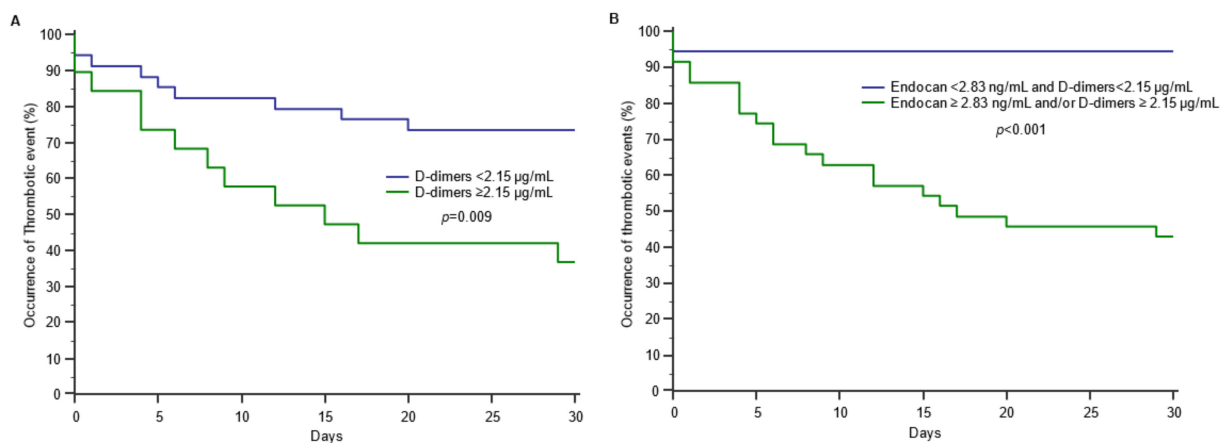 A
Occurrence of Thrombotic event (%)
100
90
80
70
60
50
40
30
20
10
0
D-dimers <2.15 µg/mL
D-dimers ≥2.15 µg/mL
p=0.009
0 5 10 15 20 25 30
Days
B
Occurrence of thrombotic events (%)
100
90
80
70
60
50
40
30
20
10
0
Endocan <2.83 ng/mL and D-dimers<2.15 µg/mL
Endocan ≥ 2.83 ng/mL and/or D-dimers ≥ 2.15 µg/mL
p<0.001
0 5 10 15 20 25 30
Days